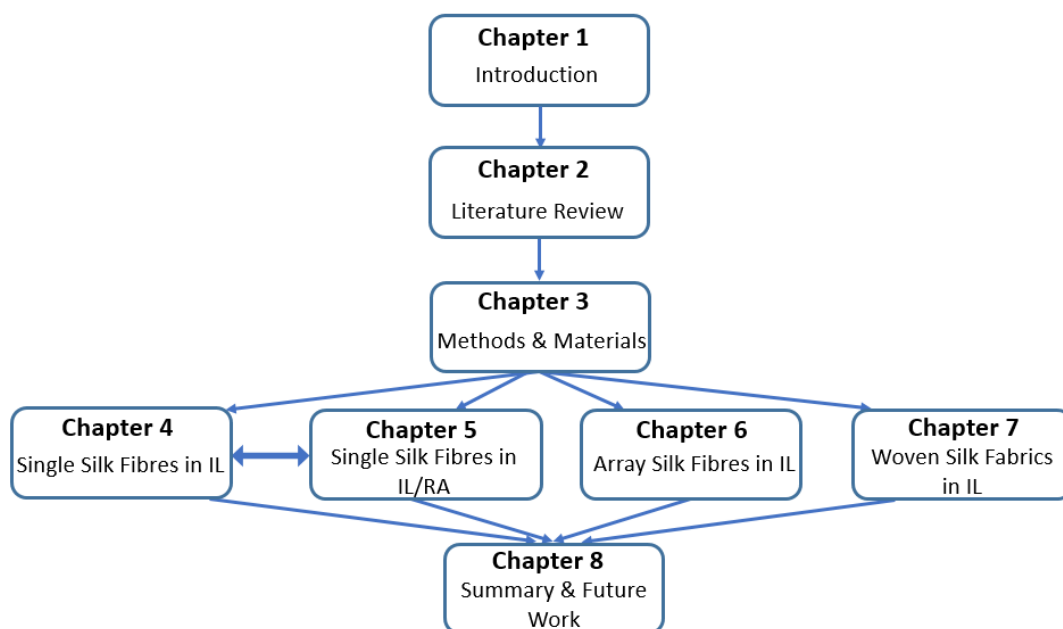 Chapter 1
Introduction
Chapter 2
Literature Review
Chapter 3
Methods & Materials
Chapter 4
Single Silk Fibres in IL
Chapter 5
Single Silk Fibres in
IL/RA
Chapter 6
Array Silk Fibres in IL
Chapter 7
Woven Silk Fabrics
in IL
Chapter 8
Summary & Future
Work